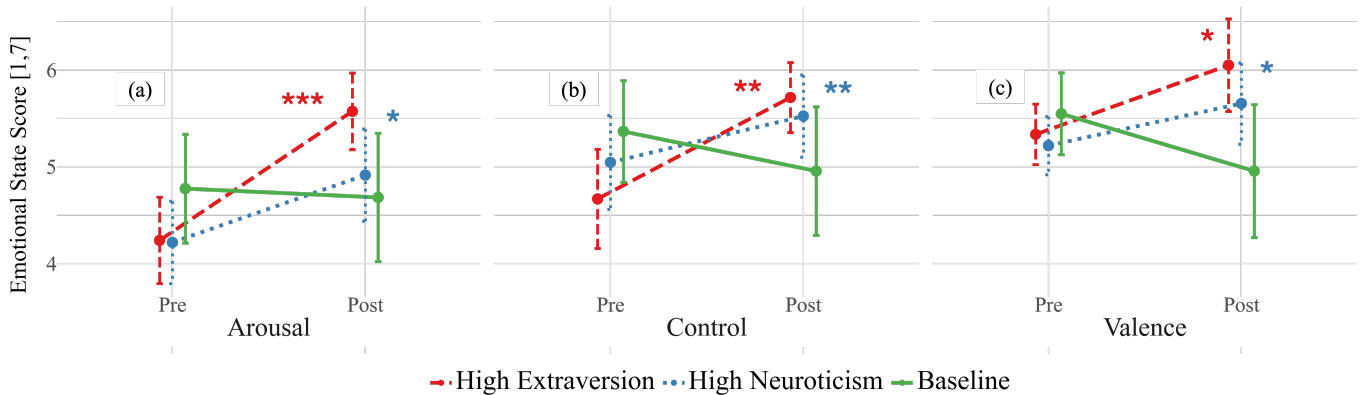 Emotional State Score [1,7]
6
5
4
(a)
***
*
Pre
Post
Arousal
(b)
**
**
Pre
Post
Control
(c)
*
*
Pre
Post
Valence
High Extraversion
High Neuroticism
Baseline